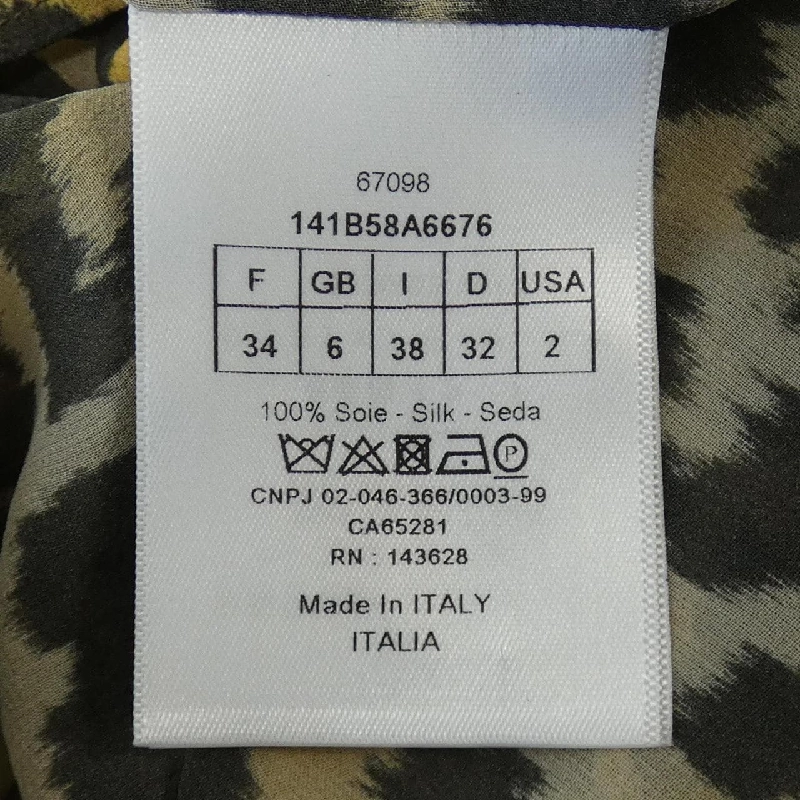 67098
141B58A6676
F GB I D USA
34 6 38 32 2
100% Soie - Silk - Seda
P
CNPJ 02-046-366/0003-99
CA65281
RN : 143628
Made In ITALY
ITALIA